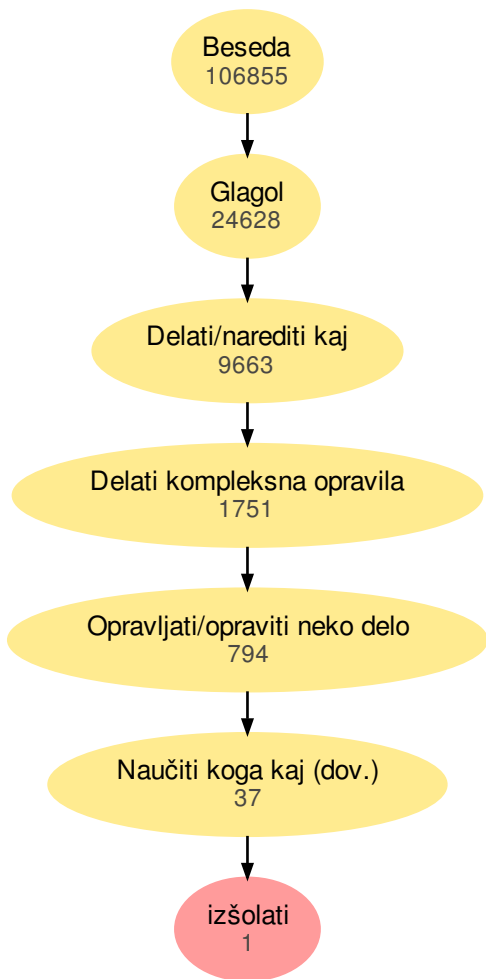 Beseda
106855
Glagol
24628
Delati/narediti kaj
9663
Delati kompleksna opravila
1751
Opravljati/opraviti neko delo
794
Naučiti koga kaj (dov.)
37
izšolati
1